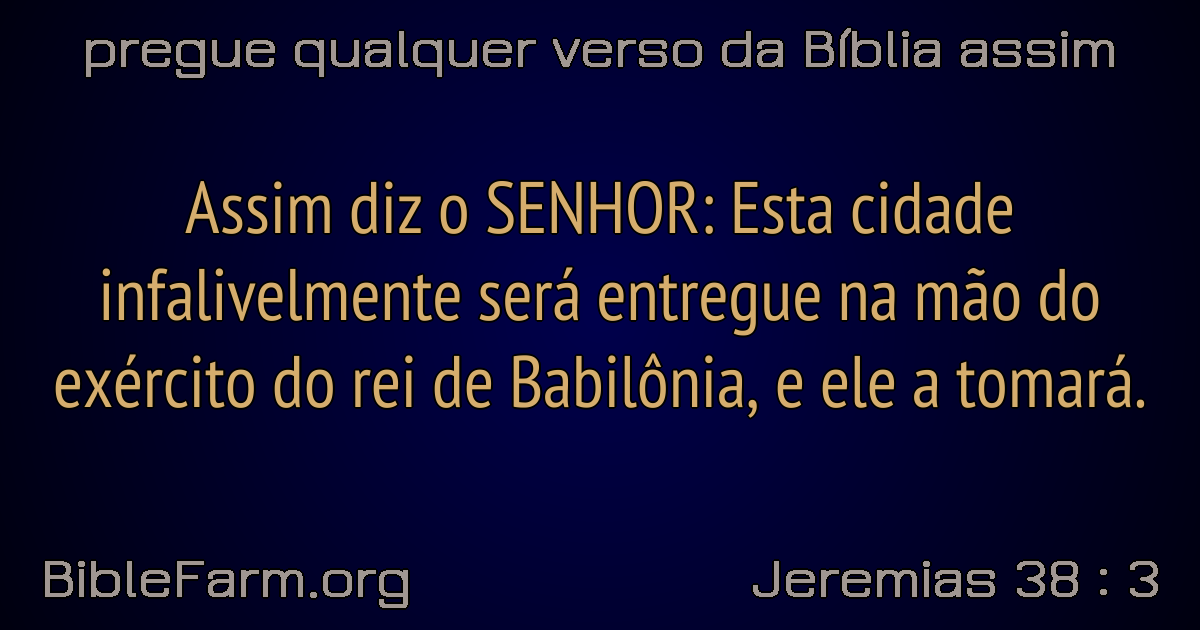 pregue qualquer verso da Bíblia assim
Assim diz o SENHOR: Esta cidade
infalivelmente será entregue na mão do
exército do rei de Babilônia, e ele a tomará.
BibleFarm.org
Jeremias 38 : 3